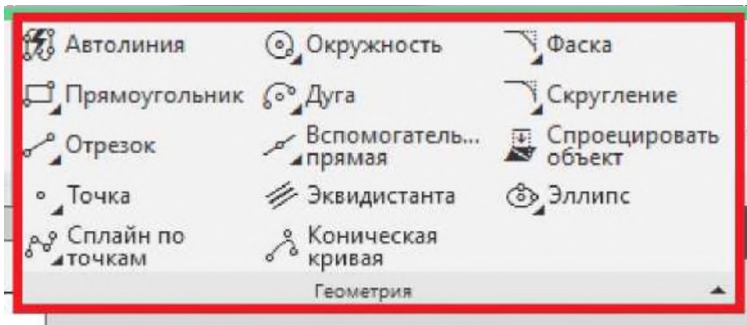 Автолиния
Окружность
Фаска
Прямоугольник
Дуга
Скругление
Отрезок
Вспомогатель...
прямая
Спроецировать
объект
Точка
Эквидистанта
Эллипс
Сплайн по
точкам
Коническая
кривая
Геометрия